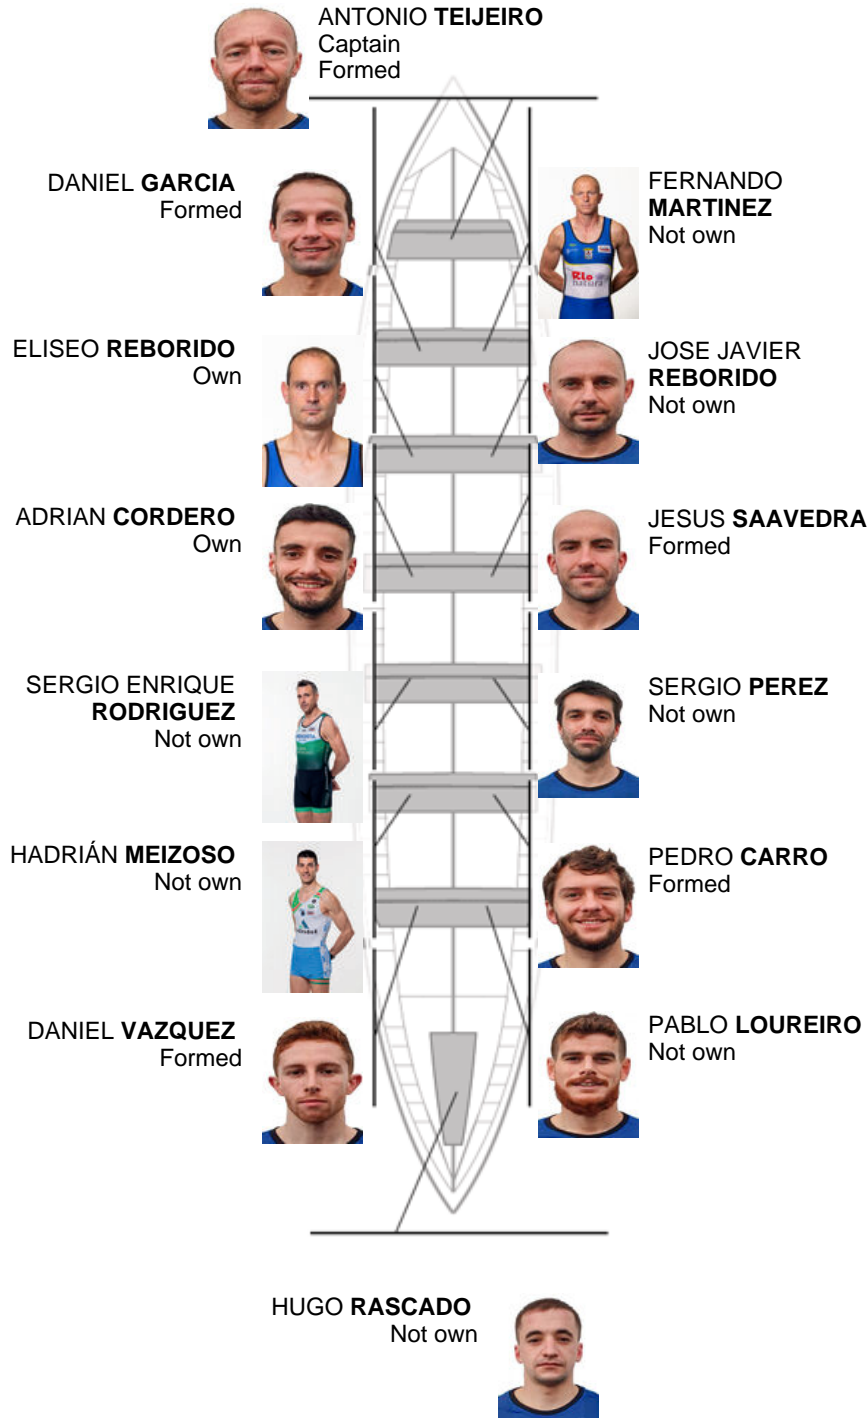 ANTONIO TEIJEIRO
Captain
Formed
DANIEL GARCIA
Formed
FERNANDO
MARTINEZ
Not own
Rio
natura
ELISEO REBORIDO
Own
JOSE JAVIER
REBORIDO
Not own
ADRIAN CORDERO
Own
JESUS SAAVEDRA
Formed
SERGIO ENRIQUE
RODRIGUEZ
Not own
SERGIO PEREZ
Not own
HADRIÁN MEIZOSO
Not own
PEDRO CARRO
Formed
DANIEL VAZQUEZ
Formed
PABLO LOUREIRO
Not own
HUGO RASCADO
Not own